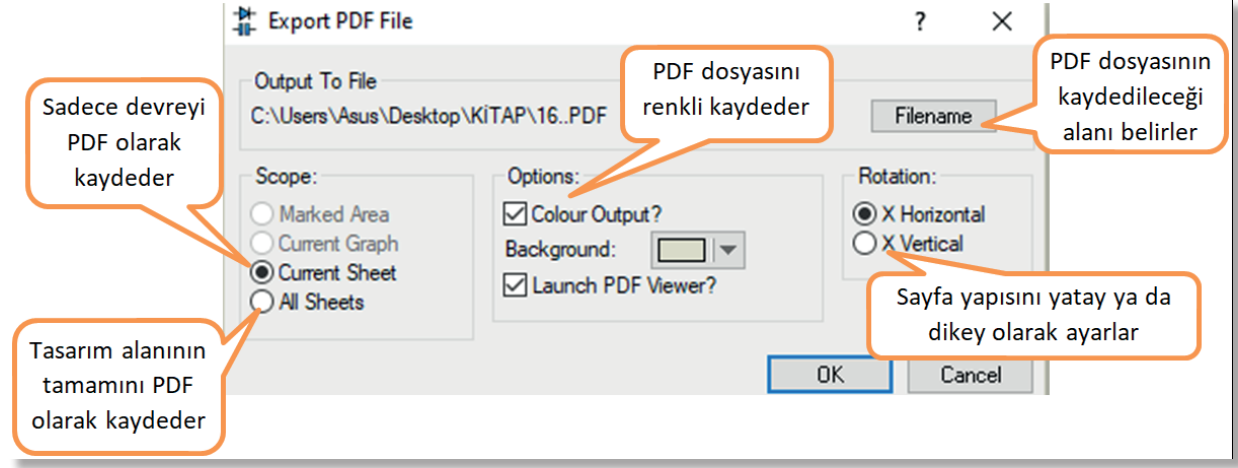 Export PDF File
?
Output To File
C:\Users\Asus\Desktop\KİTAP\16..PDF
Filename
PDF dosyasını
renkli kaydeder
PDF dosyasının
kaydedileceği
alanı belirler
Sadece devreyi
PDF olarak
kaydeder
Scope:
Marked Area
Current Graph
Current Sheet
All Sheets
Options:
Colour Output?
Background:
Launch PDF Viewer?
Rotation:
X Horizontal
X Vertical
Sayfa yapısını yatay ya da
dikey olarak ayarlar
Tasarım alanının
tamamını PDF
olarak kaydeder
OK
Cancel